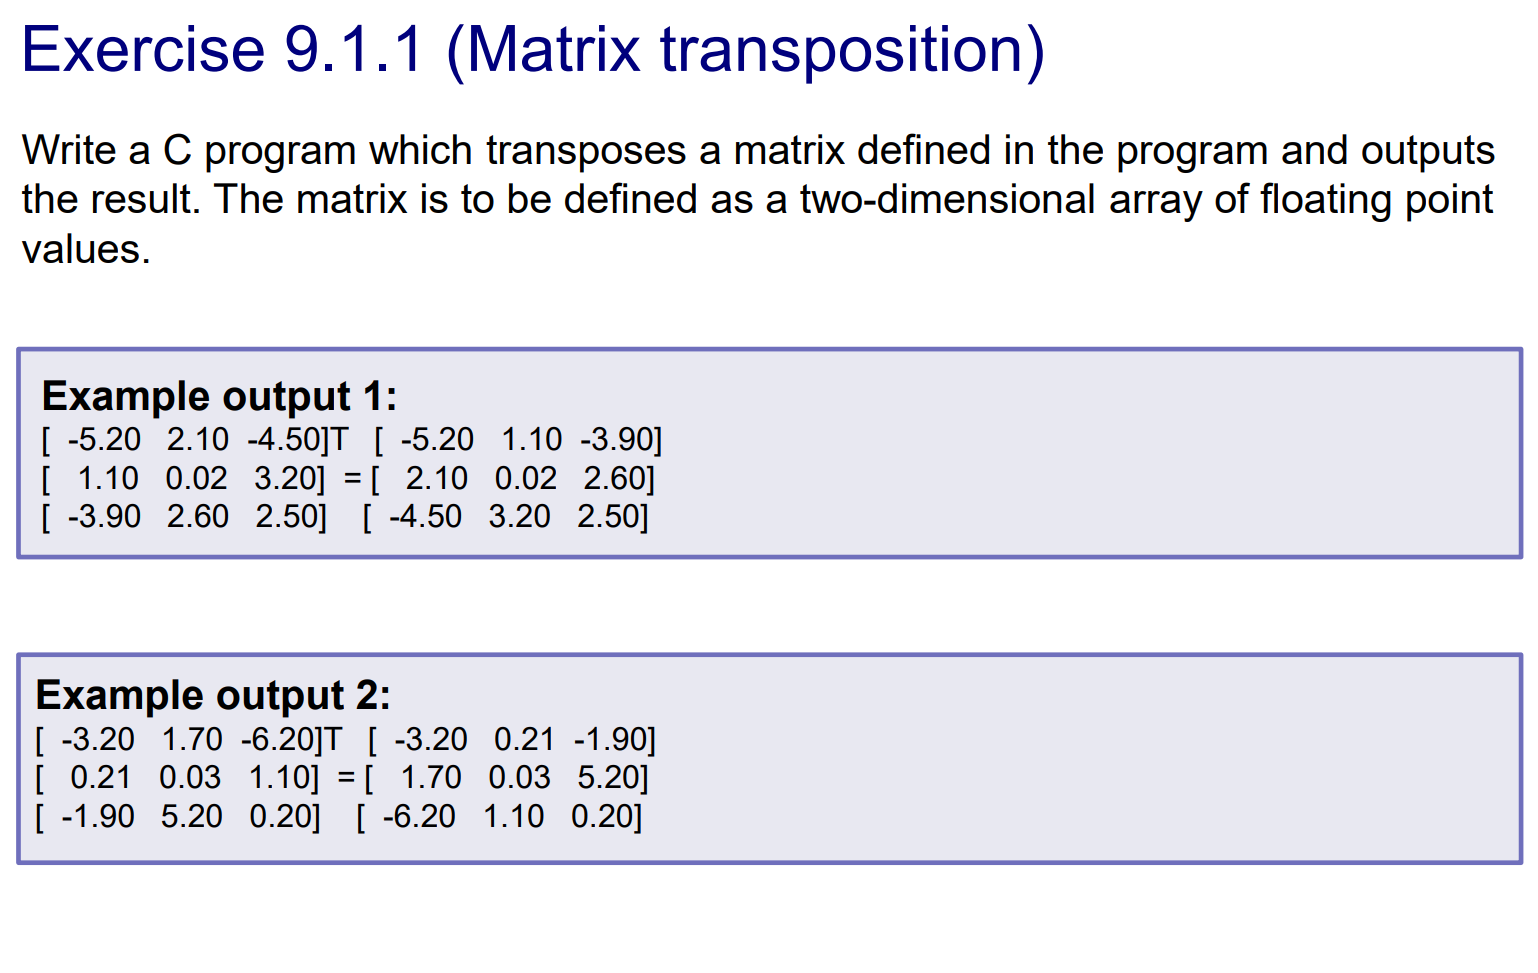 Exercise 9.1.1 (Matrix transposition)
Write a C program which transposes a matrix defined in the program and outputs
the result. The matrix is to be defined as a two-dimensional array of floating point
values.
Example output 1:
[ -5.20 2.10 -4.50]T [ -5.20 1.10 -3.90]
[ 1.10 0.02 3.20] = [ 2.10 0.02 2.60]
[ -3.90 2.60 2.50] [ -4.50 3.20 2.50]
Example output 2:
[ -3.20 1.70 -6.20]T [ -3.20 0.21 -1.90]
[ 0.21 0.03 1.10] = [ 1.70 0.03 5.20]
[ -1.90 5.20 0.20] [ -6.20 1.10 0.20]